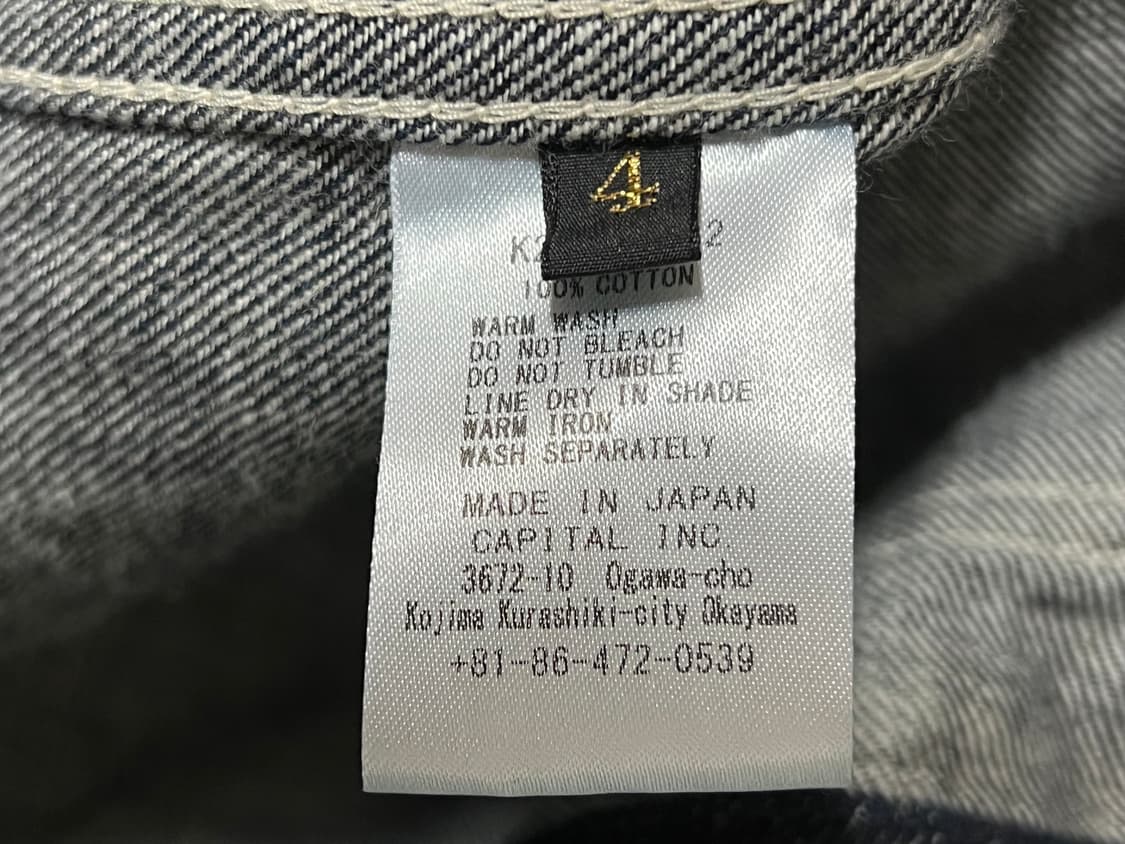 4
100% COTTON
WARM WASH
DO NOT BLEACH
DO NOT TUMBLE
LINE DRY IN SHADE
WARM IRON
WASH SEPARATELY
MADE IN JAPAN
CAPITAL INC.
3672-10 Ogawa-cho
Kojima Kurashiki-city Okayama
+81-86-472-0539